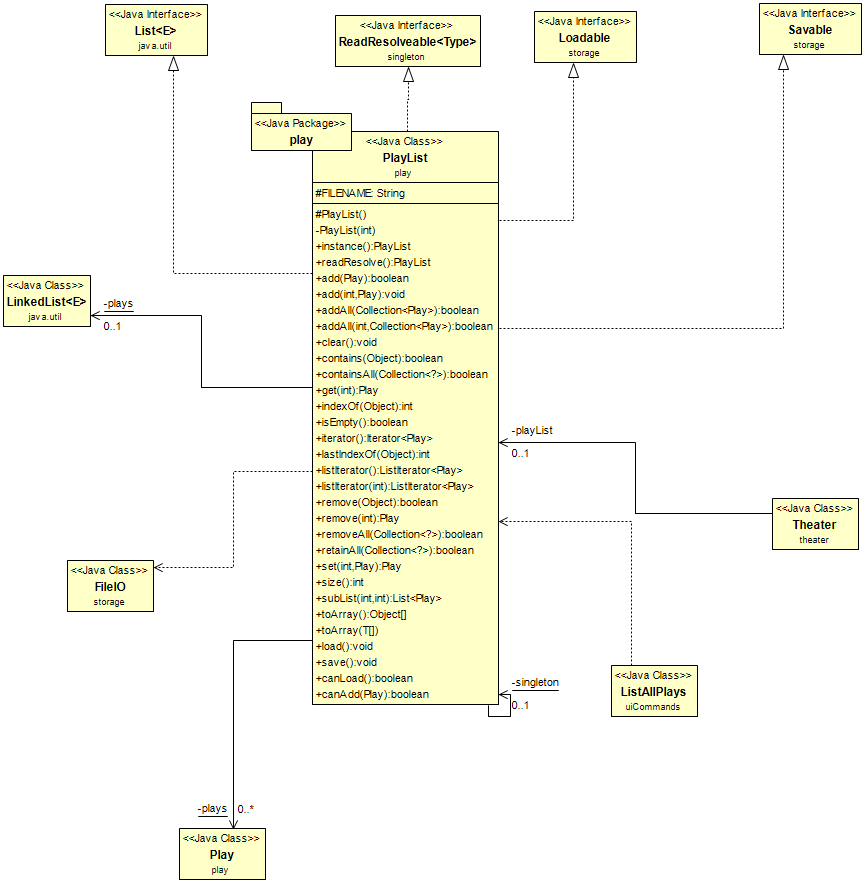 <<Java Interface>>
List<E>
java.util
<<Java Interface>>
ReadResolveable<Type>
singleton
<<Java Interface>>
Loadable
storage
<<Java Interface>>
Savable
storage
<<Java Package>>
play
<<Java Class>>
PlayList
play
#FILENAME: String
#PlayList()
-PlayList(int)
+instance():PlayList
+readResolve():PlayList
+add(Play):boolean
+add(int,Play):void
+addAll(Collection<Play>):boolean
+addAll(int,Collection<Play>):boolean
+clear():void
+contains(Object):boolean
+containsAll(Collection<?>):boolean
+get(int):Play
+indexOf(Object):int
+isEmpty():boolean
+iterator():Iterator<Play>
+lastIndexOf(Object):int
+listIterator():ListIterator<Play>
+listIterator(int):ListIterator<Play>
+remove(Object):boolean
+remove(int):Play
+removeAll(Collection<?>):boolean
+retainAll(Collection<?>):boolean
+set(int,Play):Play
+size():int
+subList(int,int):List<Play>
+toArray():Object[]
+toArray(T[])
+load():void
+save():void
+canLoad():boolean
+canAdd(Play):boolean
<<Java Class>>
LinkedList<E>
java.util
-plays
0..1
-playList
0..1
<<Java Class>>
Theater
theater
<<Java Class>>
FileIO
storage
<<Java Class>>
ListAllPlays
uiCommands
-singleton
0..1
-plays
0..*
<<Java Class>>
Play
play